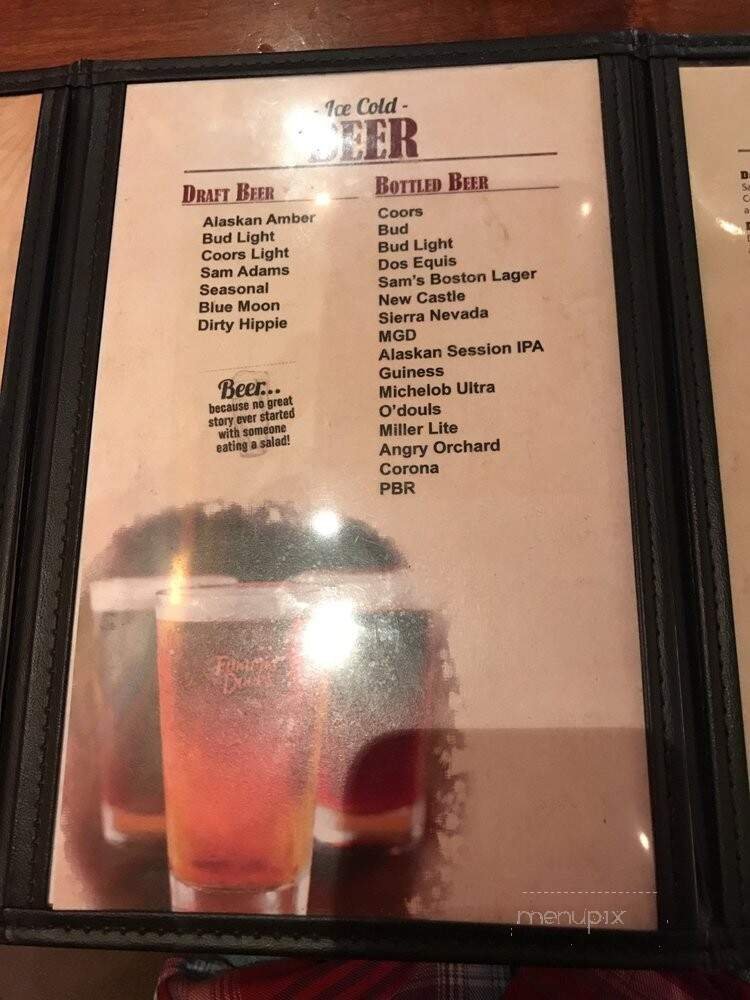 - Ice Cold -
BEER
DRAFT BEER
Alaskan Amber
Bud Light
Coors Light
Sam Adams
Seasonal
Blue Moon
Dirty Hippie
Beer...
because no great
story ever started
with someone
eating a salad!
BOTTLED BEER
Coors
Bud
Bud Light
Dos Equis
Sam's Boston Lager
New Castle
Sierra Nevada
MGD
Alaskan Session IPA
Guiness
Michelob Ultra
O'douls
Miller Lite
Angry Orchard
Corona
PBR
Famous
Dave's
menupix